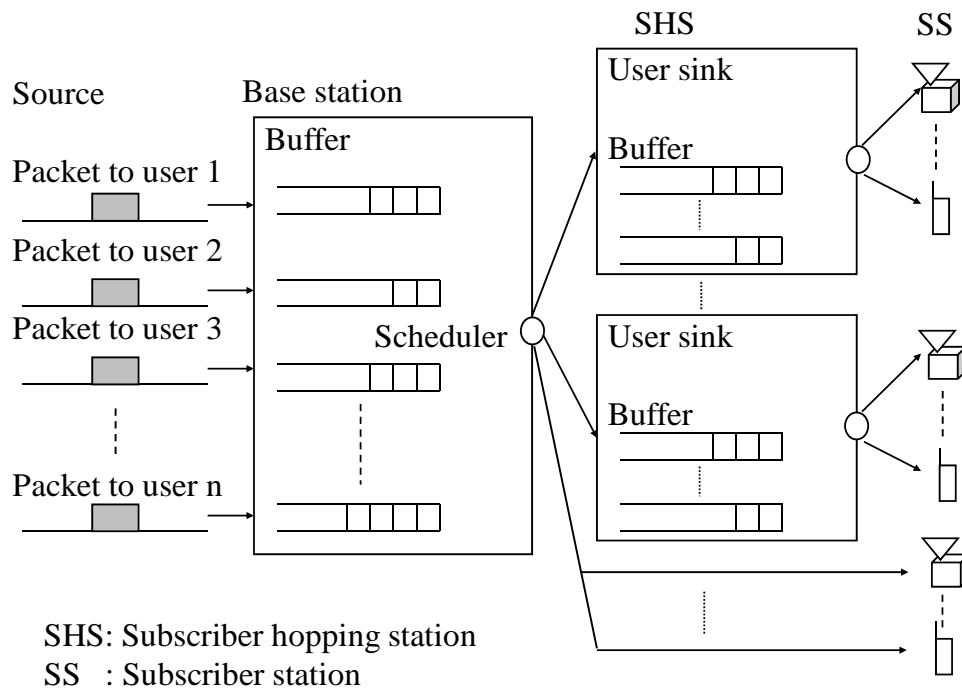 SHS
SS
Source
Base station
User sink
Buffer
Buffer
Packet to user 1
Packet to user 2
Packet to user 3
Scheduler
User sink
Buffer
Packet to user n
SHS: Subscriber hopping station
SS : Subscriber station